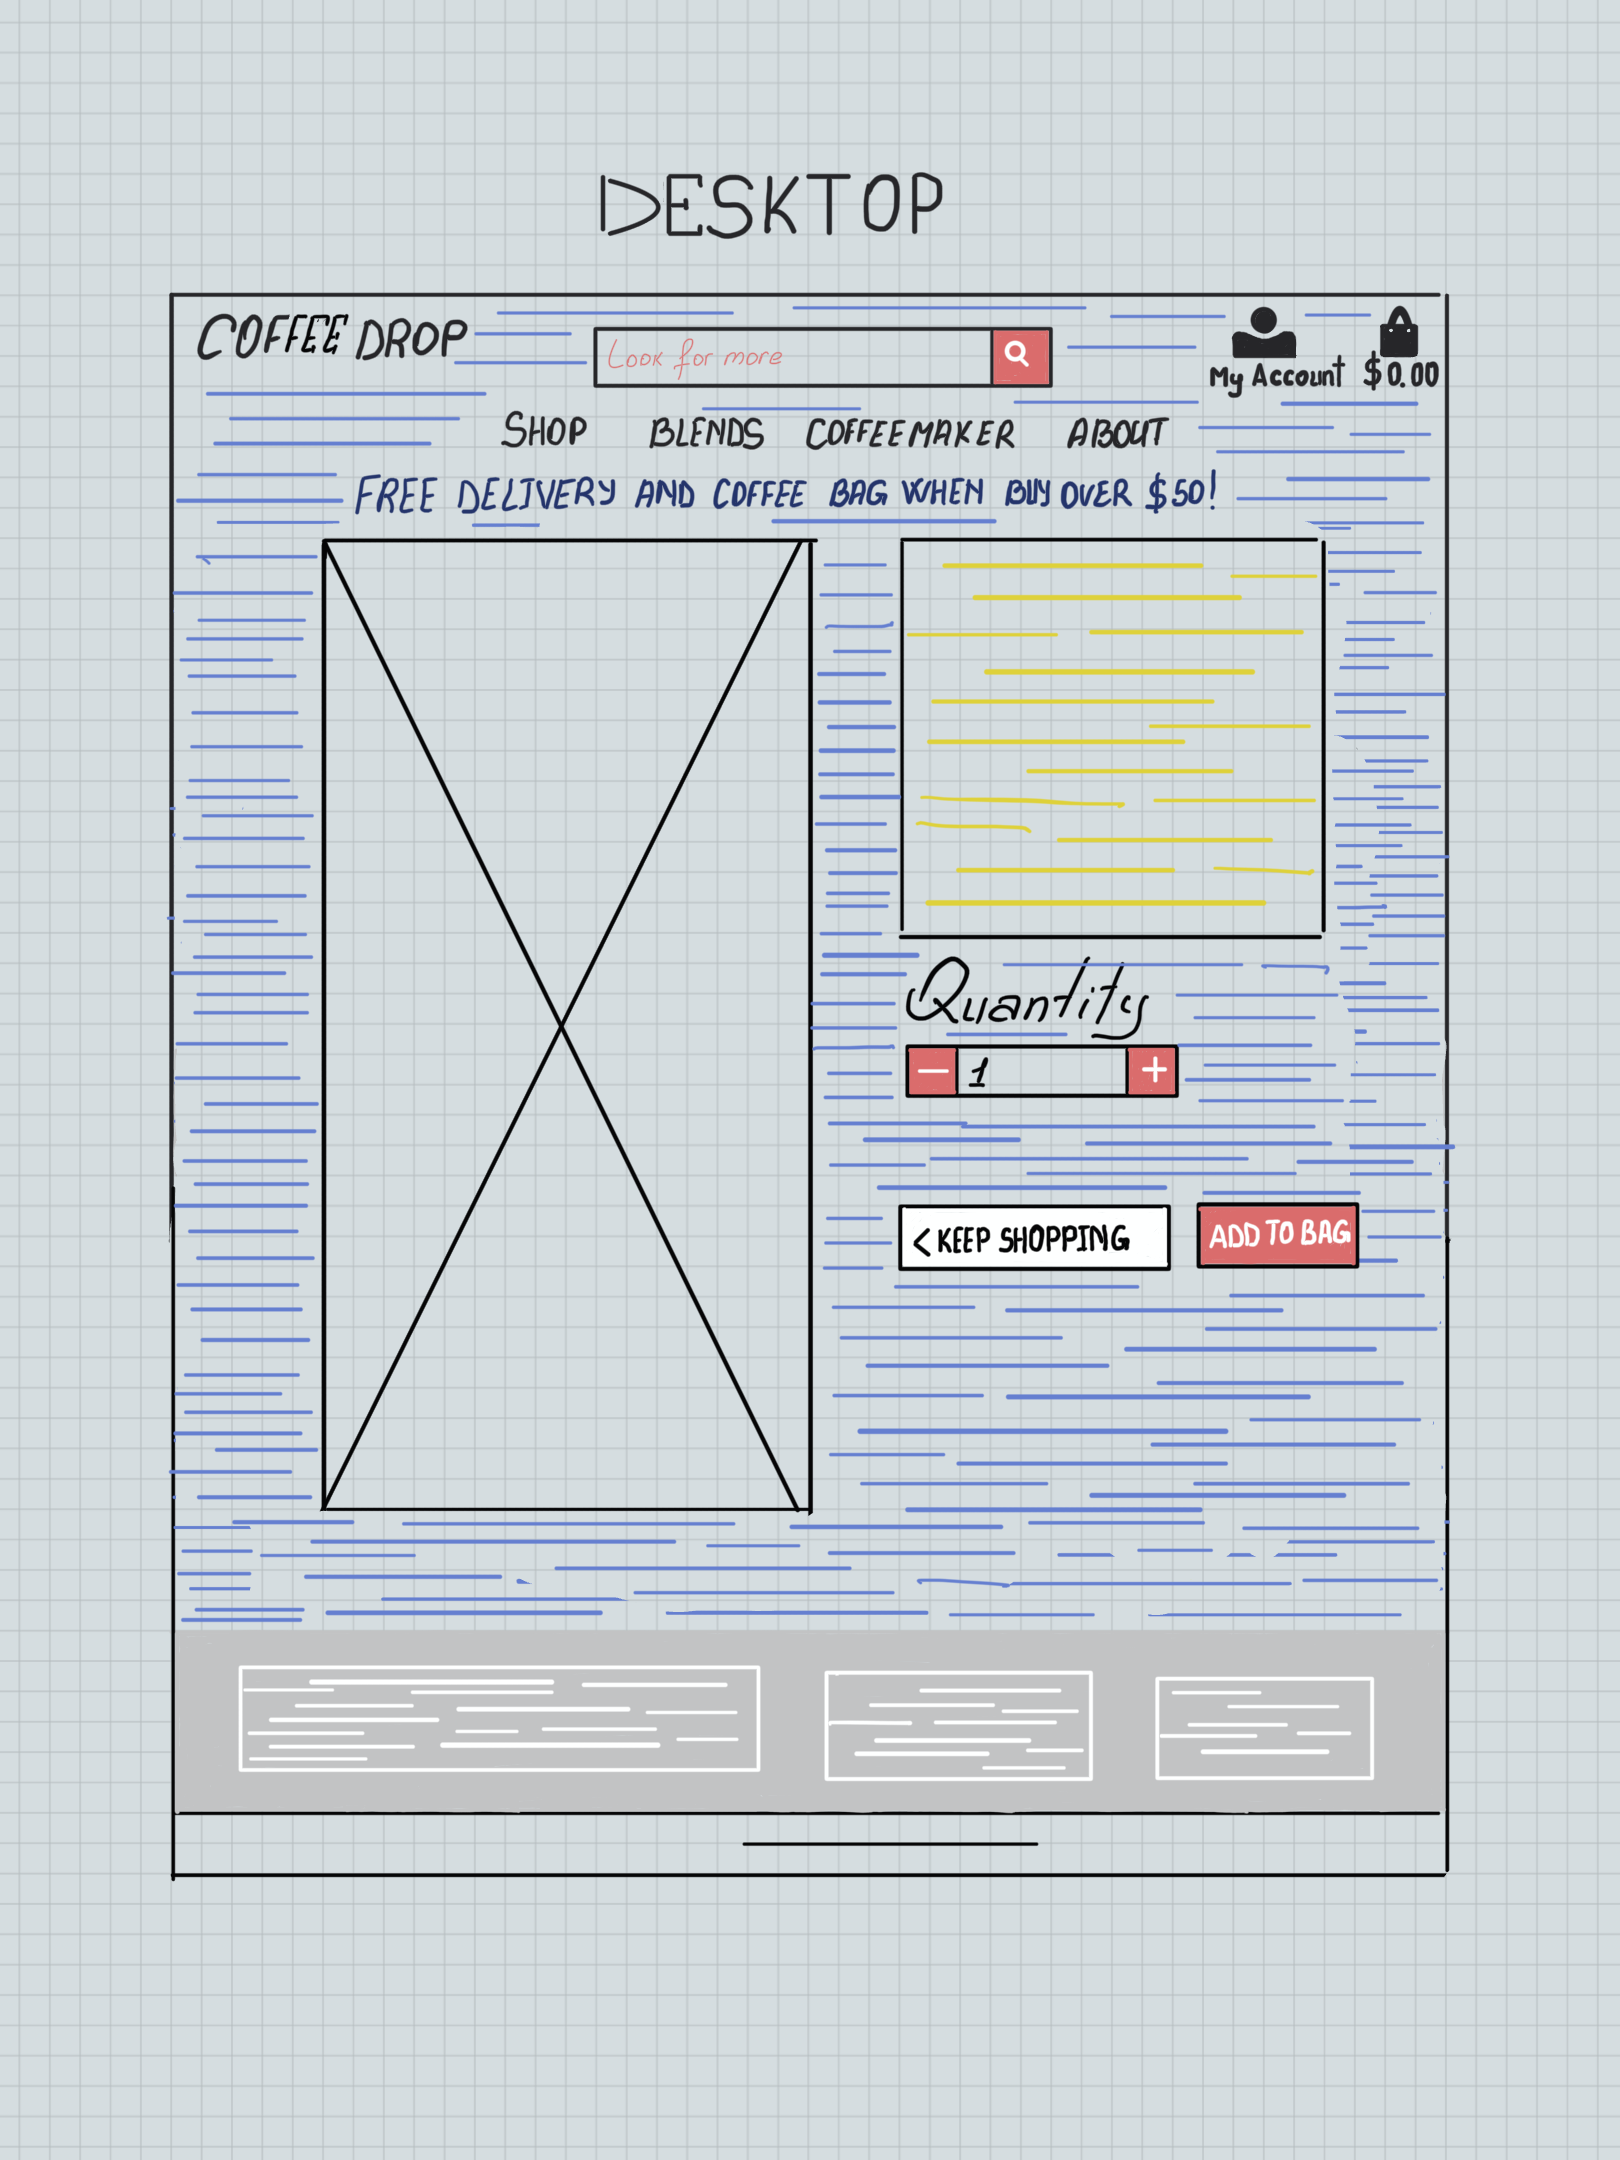 DESKTOP
COFFEE DROP
Look for more
My Account $0.00
SHOP BLENDS COFFEEMAKER ABOUT
FREE DELIVERY AND COFFEE BAG WHEN BUY OVER $50!
Quantity
− 1 +
< KEEP SHOPPING ADD TO BAG